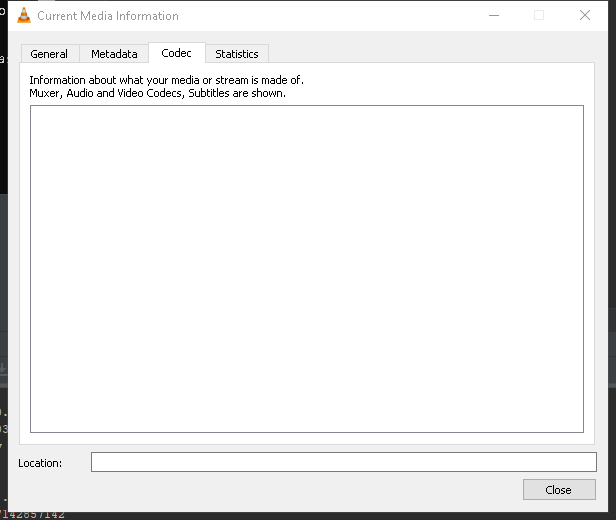 Current Media Information
General Metadata Codec Statistics
Information about what your media or stream is made of.
Muxer, Audio and Video Codecs, Subtitles are shown.
Location:
Close
142857142